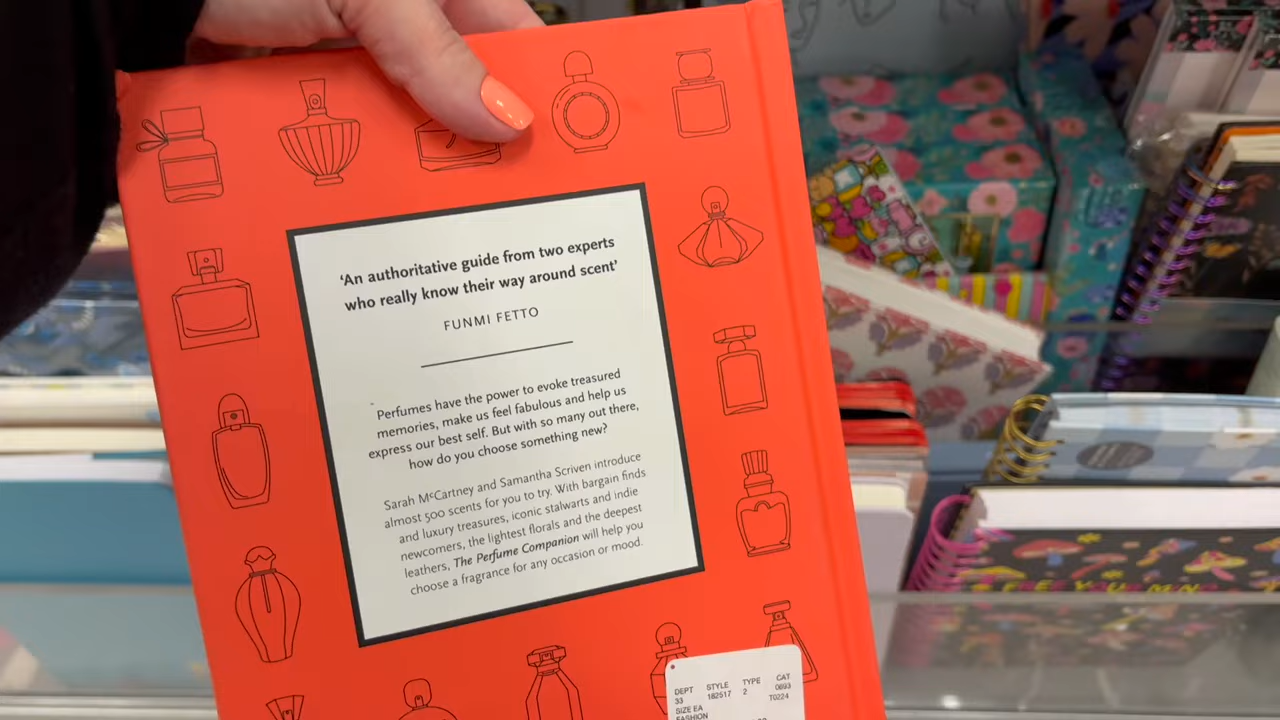 ‘An authoritative guide from two experts
who really know their way around scent’
FUNMI FETTO
Perfumes have the power to evoke treasured
memories, make us feel fabulous and help us
express our best self. But with so many out there,
how do you choose something new?
Sarah McCartney and Samantha Scriven introduce
almost 500 scents for you to try. With bargain finds
and luxury treasures, iconic stalwarts and indie
newcomers, the lightest florals and the deepest
leathers, The Perfume Companion will help you
choose a fragrance for any occasion or mood.
DEPT STYLE TYPE CAT
33 182517 2 0893
SIZE EA T0224
FASHION